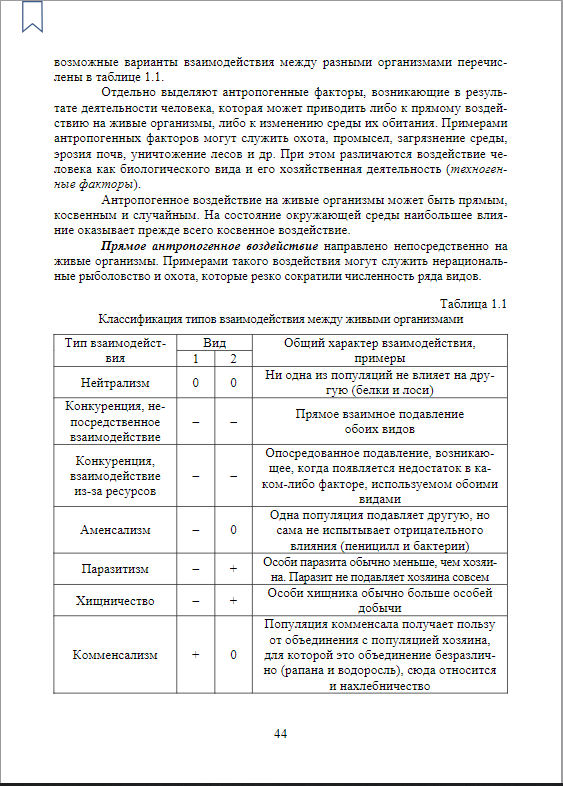 возможные варианты взаимодействия между разными организмами перечис-
лены в таблице 1.1.
Отдельно выделяют антропогенные факторы, возникающие в резуль-
тате деятельности человека, которая может приводить либо к прямому воздей-
ствию на живые организмы, либо к изменению среды их обитания. Примерами
антропогенных факторов могут служить охота, промысел, загрязнение среды,
эрозия почв, уничтожение лесов и др. При этом различаются воздействие че-
ловека как биологического вида и его хозяйственная деятельность (техноген-
ные факторы).
Антропогенное воздействие на живые организмы может быть прямым,
косвенным и случайным. На состояние окружающей среды наибольшее влия-
ние оказывает прежде всего косвенное воздействие.
Прямое антропогенное воздействие направлено непосредственно на
живые организмы. Примерами такого воздействия могут служить нерациональ-
ные рыболовство и охота, которые резко сократили численность ряда видов.
Таблица 1.1
Классификация типов взаимодействия между живыми организмами
Тип взаимодейст-
вия
Вид
1 2
Общий характер взаимодействия,
примеры
Нейтрализм
0 0
Ни одна из популяций не влияет на дру-
гую (белки и лоси)
Конкуренция, не-
посредственное
взаимодействие
– –
Прямое взаимное подавление
обоих видов
Конкуренция,
взаимодействие
из-за ресурсов
– –
Опосредованное подавление, возникаю-
щее, когда появляется недостаток в ка-
ком-либо факторе, используемом обоими
видами
Аменсализм
– 0
Одна популяция подавляет другую, но
сама не испытывает отрицательного
влияния (пеницилл и бактерии)
Паразитизм
– +
Особи паразита обычно меньше, чем хозяи-
на. Паразит не подавляет хозяина совсем
Хищничество
– +
Особи хищника обычно больше особей
добычи
Комменсализм
+ 0
Популяция комменсала получает пользу
от объединения с популяцией хозяина,
для которой это объединение безразлич-
но (рапана и водоросль), сюда относится
и нахлебничество
44